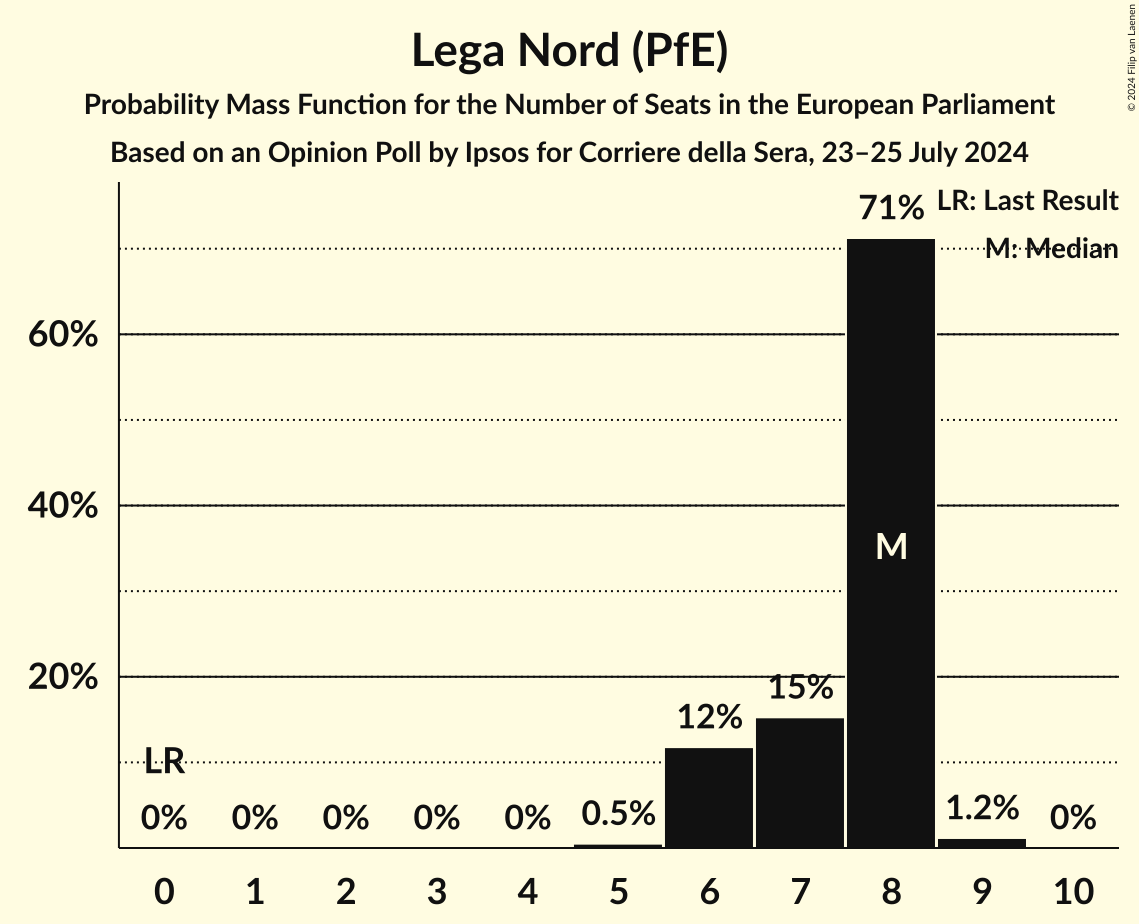 Lega Nord (PfE)
Probability Mass Function for the Number of Seats in the European Parliament
Based on an Opinion Poll by Ipsos for Corriere della Sera, 23–25 July 2024
© 2024 Filip van Laenen
LR: Last Result
M: Median
71%
60%
40%
M
20%
15%
12%
LR
0% 0% 0% 0% 0% 0.5% 1.2% 0%
0 1 2 3 4 5 6 7 8 9 10